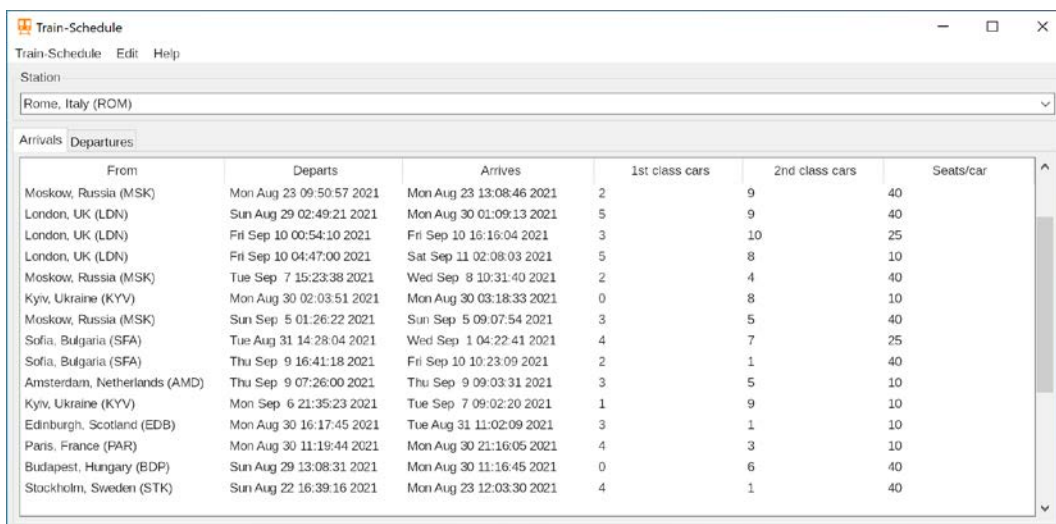 Train-Schedule
Train-Schedule Edit Help
Station
Rome, Italy (ROM)
Arrivals Departures
From Departs Arrives 1st class cars 2nd class cars Seats/car
Moskow, Russia (MSK) Mon Aug 23 09:50:57 2021 Mon Aug 23 13:08:46 2021 2 9 40
London, UK (LDN) Sun Aug 29 02:49:21 2021 Mon Aug 30 01:09:13 2021 5 9 40
London, UK (LDN) Fri Sep 10 00:54:10 2021 Fri Sep 10 16:16:04 2021 3 10 25
London, UK (LDN) Fri Sep 10 04:47:00 2021 Sat Sep 11 02:08:03 2021 5 8 10
Moskow, Russia (MSK) Tue Sep 7 15:23:38 2021 Wed Sep 8 10:31:40 2021 2 4 40
Kyiv, Ukraine (KYV) Mon Aug 30 02:03:51 2021 Mon Aug 30 03:18:33 2021 0 8 10
Moskow, Russia (MSK) Sun Sep 5 01:26:22 2021 Sun Sep 5 09:07:54 2021 3 5 40
Sofia, Bulgaria (SFA) Tue Aug 31 14:28:04 2021 Wed Sep 1 04:22:41 2021 4 7 25
Sofia, Bulgaria (SFA) Thu Sep 9 16:41:18 2021 Fri Sep 10 10:23:09 2021 2 1 40
Amsterdam, Netherlands (AMD) Thu Sep 9 07:26:00 2021 Thu Sep 9 09:03:31 2021 3 5 10
Kyiv, Ukraine (KYV) Mon Sep 6 21:35:23 2021 Tue Sep 7 09:02:20 2021 1 9 10
Edinburgh, Scotland (EDB) Mon Aug 30 16:17:45 2021 Tue Aug 31 11:02:09 2021 3 1 10
Paris, France (PAR) Mon Aug 30 11:19:44 2021 Mon Aug 30 21:16:05 2021 4 3 10
Budapest, Hungary (BDP) Sun Aug 29 13:08:31 2021 Mon Aug 30 11:16:45 2021 0 6 40
Stockholm, Sweden (STK) Sun Aug 22 16:39:16 2021 Mon Aug 23 12:03:30 2021 4 1 40